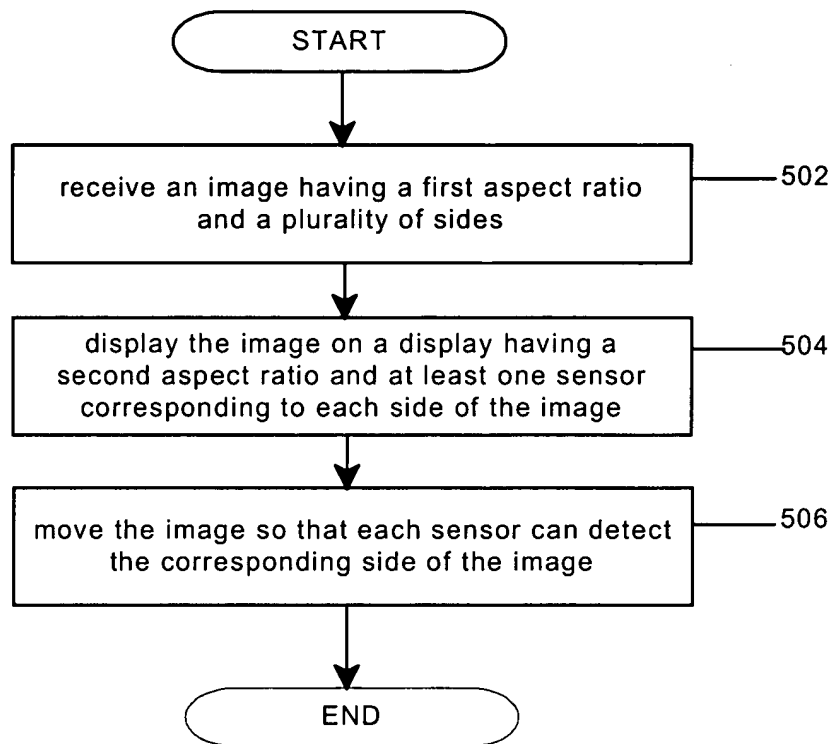 START
receive an image having a first aspect ratio
and a plurality of sides
502
display the image on a display having a
second aspect ratio and at least one sensor
corresponding to each side of the image
504
move the image so that each sensor can detect
the corresponding side of the image
506
END